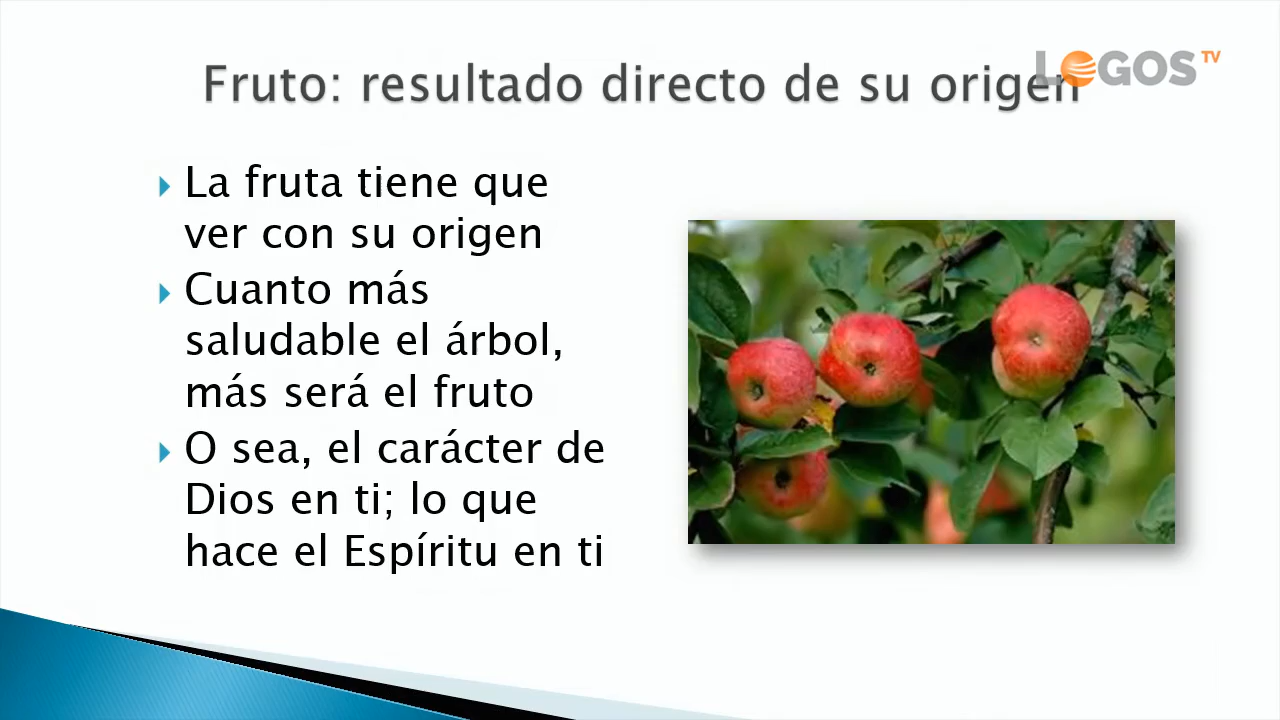 Fruto: resultado directo de su origen
LOGOS TV
La fruta tiene que
ver con su origen
Cuanto más
saludable el árbol,
más será el fruto
O sea, el carácter de
Dios en ti; lo que
hace el Espíritu en ti